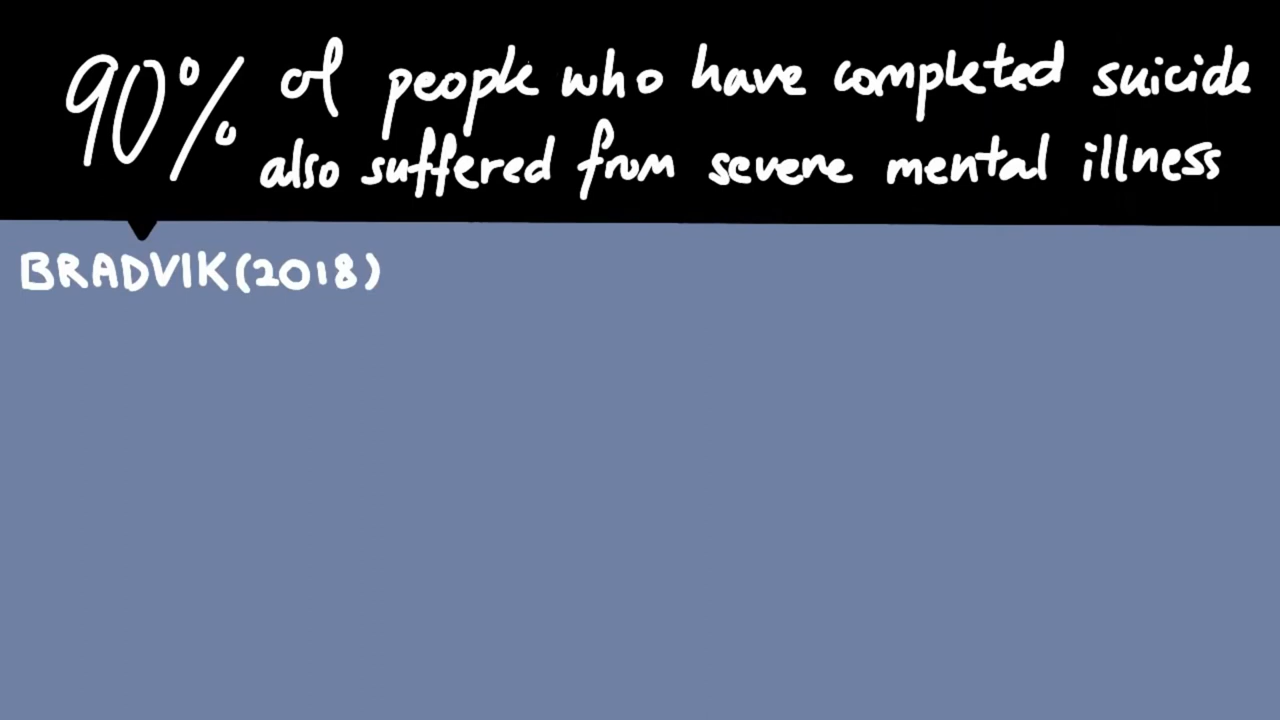 90% of people who have completed suicide
also suffered from severe mental illness
BRADVIK(2018)